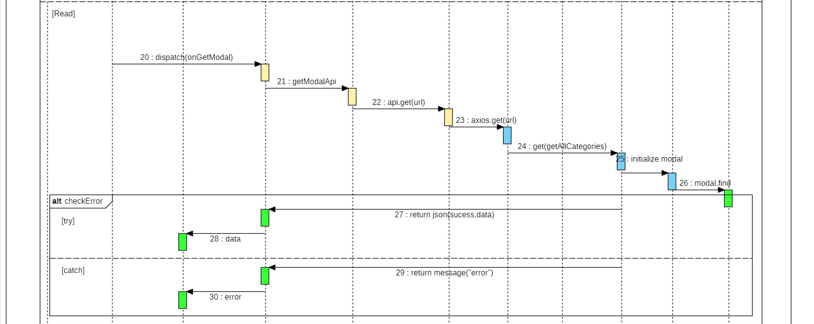 [Read]
20 : dispatch(onGetModal)
21 : getModalApi
22 : api.get(url)
23 : axios.get(url)
24 : get(getAllCategories)
25 : initialize modal
26 : modal.find
alt checkError
27 : return json(sucess,data)
[try]
28 : data
[catch]
29 : return message("error")
30 : error